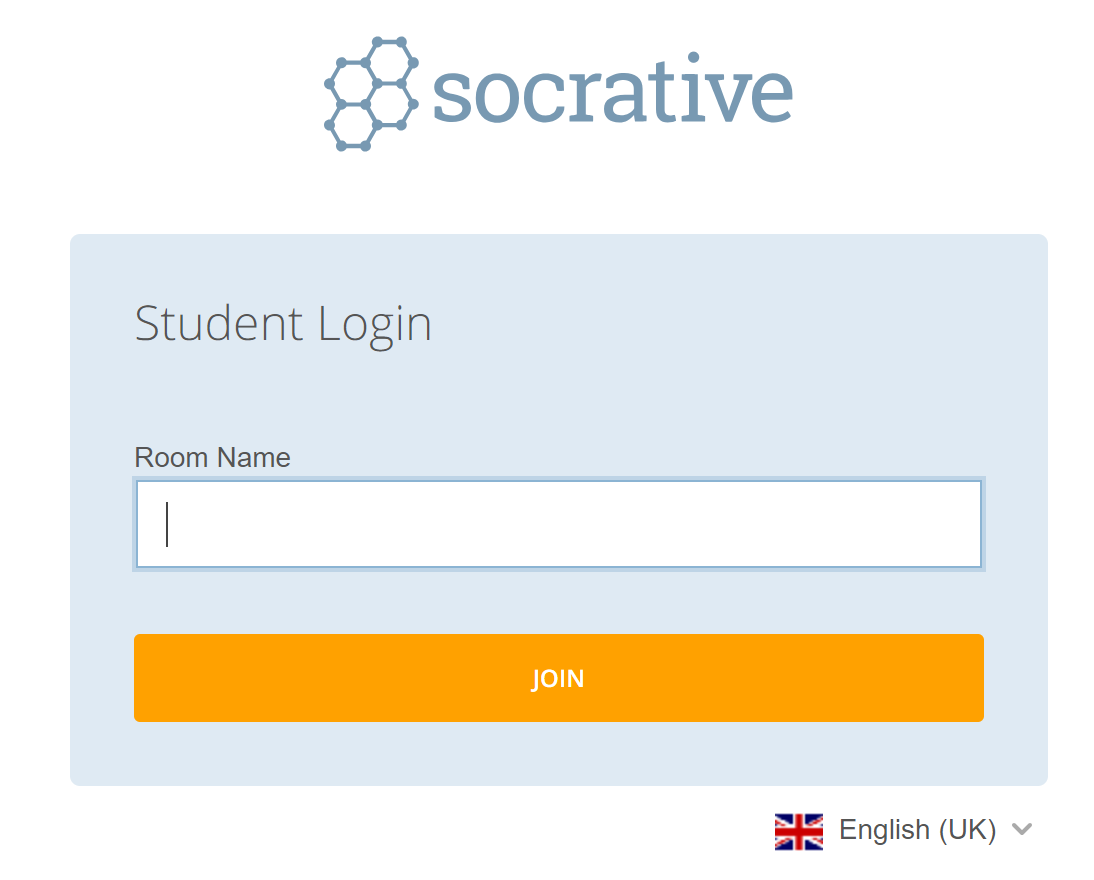 socrative
Student Login
Room Name
JOIN
English (UK)